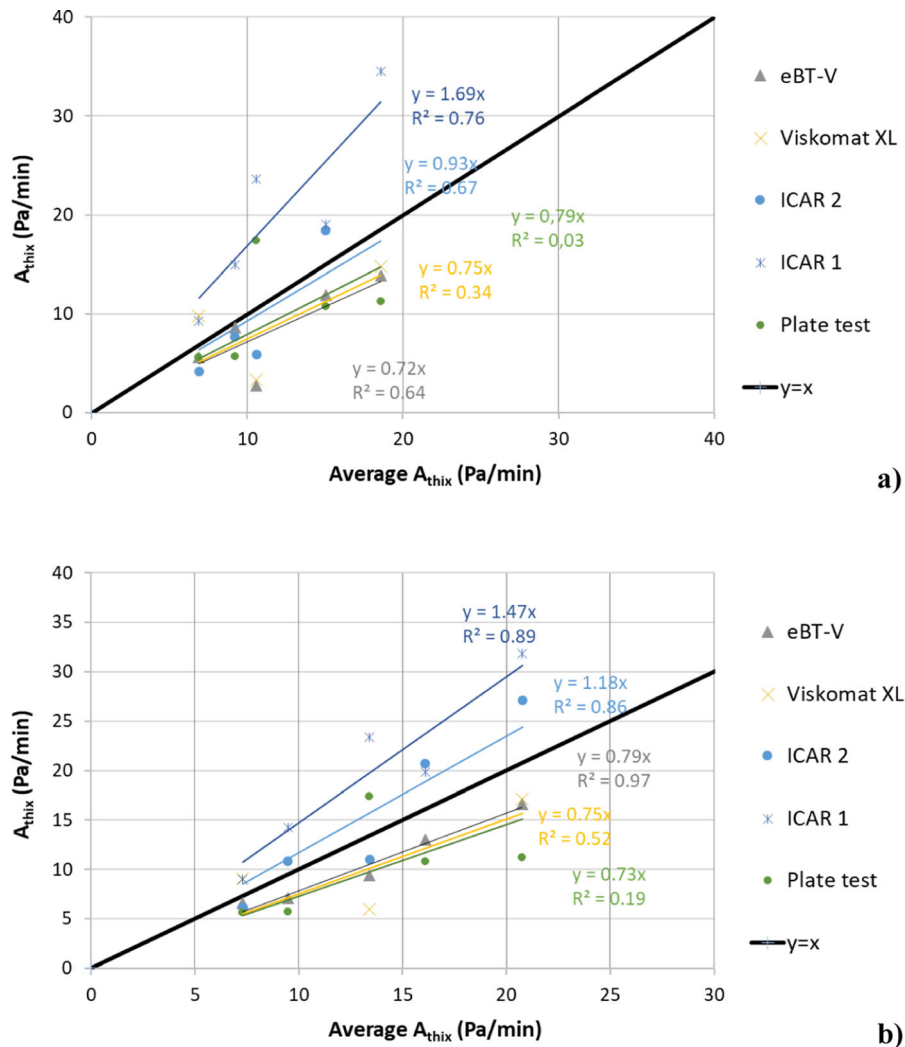 40
30
20
10
0
A_thix (Pa/min)
y = 1.69x
R² = 0.76
y = 0.93x
R² = 0.67
y = 0,79x
R² = 0,03
y = 0.75x
R² = 0.34
y = 0.72x
R² = 0.64
0 10 20 30 40
Average A_thix (Pa/min)
eBT-V
Viskomat XL
ICAR 2
ICAR 1
Plate test
y=x
a)
40
35
30
25
20
15
10
5
0
A_thix (Pa/min)
y = 1.47x
R² = 0.89
y = 1.18x
R² = 0.86
y = 0.79x
R² = 0.97
y = 0.75x
R² = 0.52
y = 0.73x
R² = 0.19
0 5 10 15 20 25 30
Average A_thix (Pa/min)
eBT-V
Viskomat XL
ICAR 2
ICAR 1
Plate test
y=x
b)